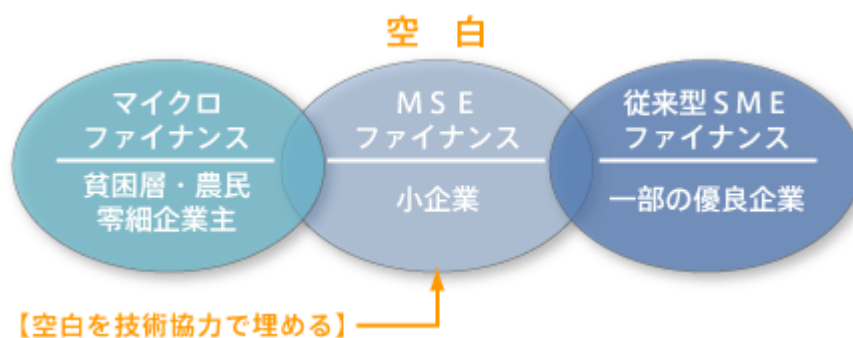 空　白
マイクロ
ファイナンス
貧困層・農民
零細企業主
ＭＳＥ
ファイナンス
小企業
従来型ＳＭＥ
ファイナンス
一部の優良企業
【空白を技術協力で埋める】